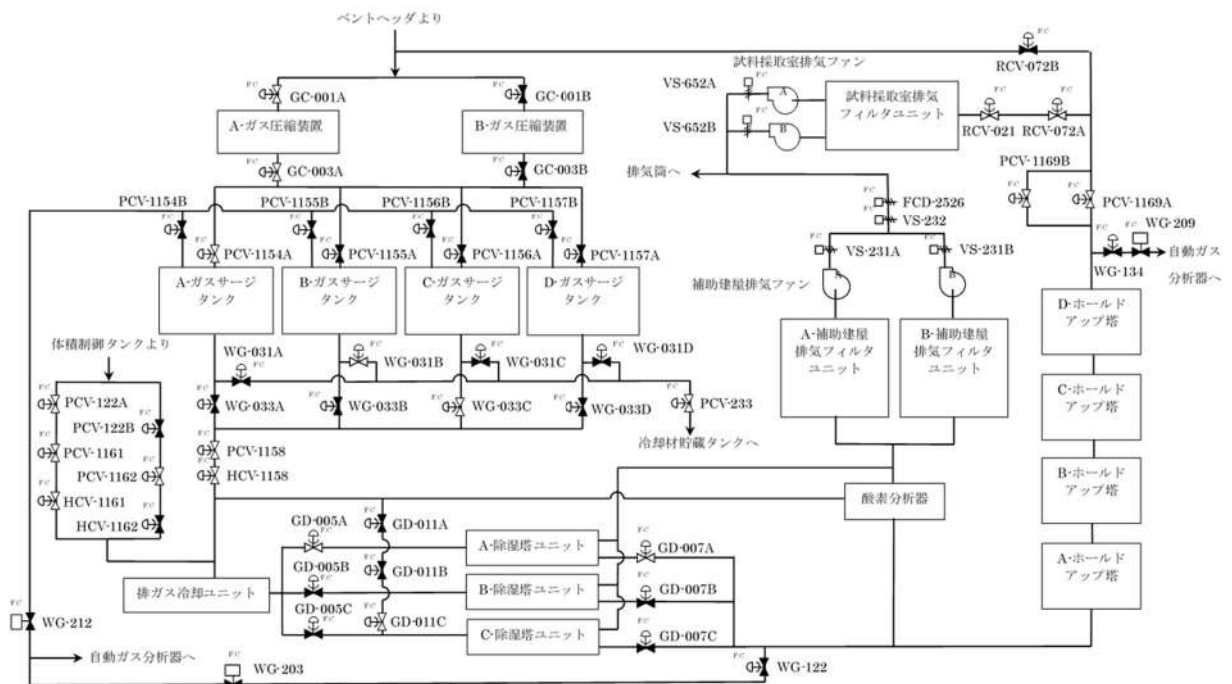 ベントヘッダより
F.C
RCV-072B
試料採取室排気ファン
VS-652A
F.C
A
試料採取室排気
フィルタユニット
F.C
RCV-021
F.C
RCV-072A
VS-652B
F.C
B
排気筒へ
F.C
GC-001A
F.C
GC-001B
A-ガス圧縮装置
B-ガス圧縮装置
F.C
GC-003A
F.C
GC-003B
PCV-1154B
PCV-1155B
PCV-1156B
PCV-1157B
F.C
F.C
F.C
F.C
PCV-1154A
PCV-1155A
PCV-1156A
PCV-1157A
A-ガスサージ
タンク
B-ガスサージ
タンク
C-ガスサージ
タンク
D-ガスサージ
タンク
PCV-1169B
F.C
F.C
PCV-1169A
F.C
FCD-2526
F.C
VS-232
F.C
VS-231A
F.C
VS-231B
補助建屋排気ファン
A
B
A-補助建屋
排気フィルタ
ユニット
B-補助建屋
排気フィルタ
ユニット
F.C
WG-209
F.C
WG-134
自動ガス
分析器へ
D-ホールド
アップ塔
C-ホールド
アップ塔
B-ホールド
アップ塔
A-ホールド
アップ塔
体積制御タンクより
WG-031A
F.C
F.C
WG-031B
F.C
WG-031C
WG-031D
F.C
F.C
WG-033A
F.C
WG-033B
F.C
WG-033C
F.C
WG-033D
F.C
PCV-233
冷却材貯蔵タンクへ
F.C
PCV-122A
F.C
PCV-122B
F.C
PCV-1161
F.C
PCV-1162
F.C
HCV-1161
F.C
HCV-1162
F.C
PCV-1158
F.C
HCV-1158
酸素分析器
GD-005A
F.C
F.C
GD-011A
A-除湿塔ユニット
F.C
GD-007A
GD-005B
F.C
F.C
GD-011B
B-除湿塔ユニット
F.C
GD-007B
排ガス冷却ユニット
GD-005C
F.C
F.C
GD-011C
C-除湿塔ユニット
F.C
GD-007C
F.C
WG-212
自動ガス分析器へ
F.C
WG-203
F.C
WG-122